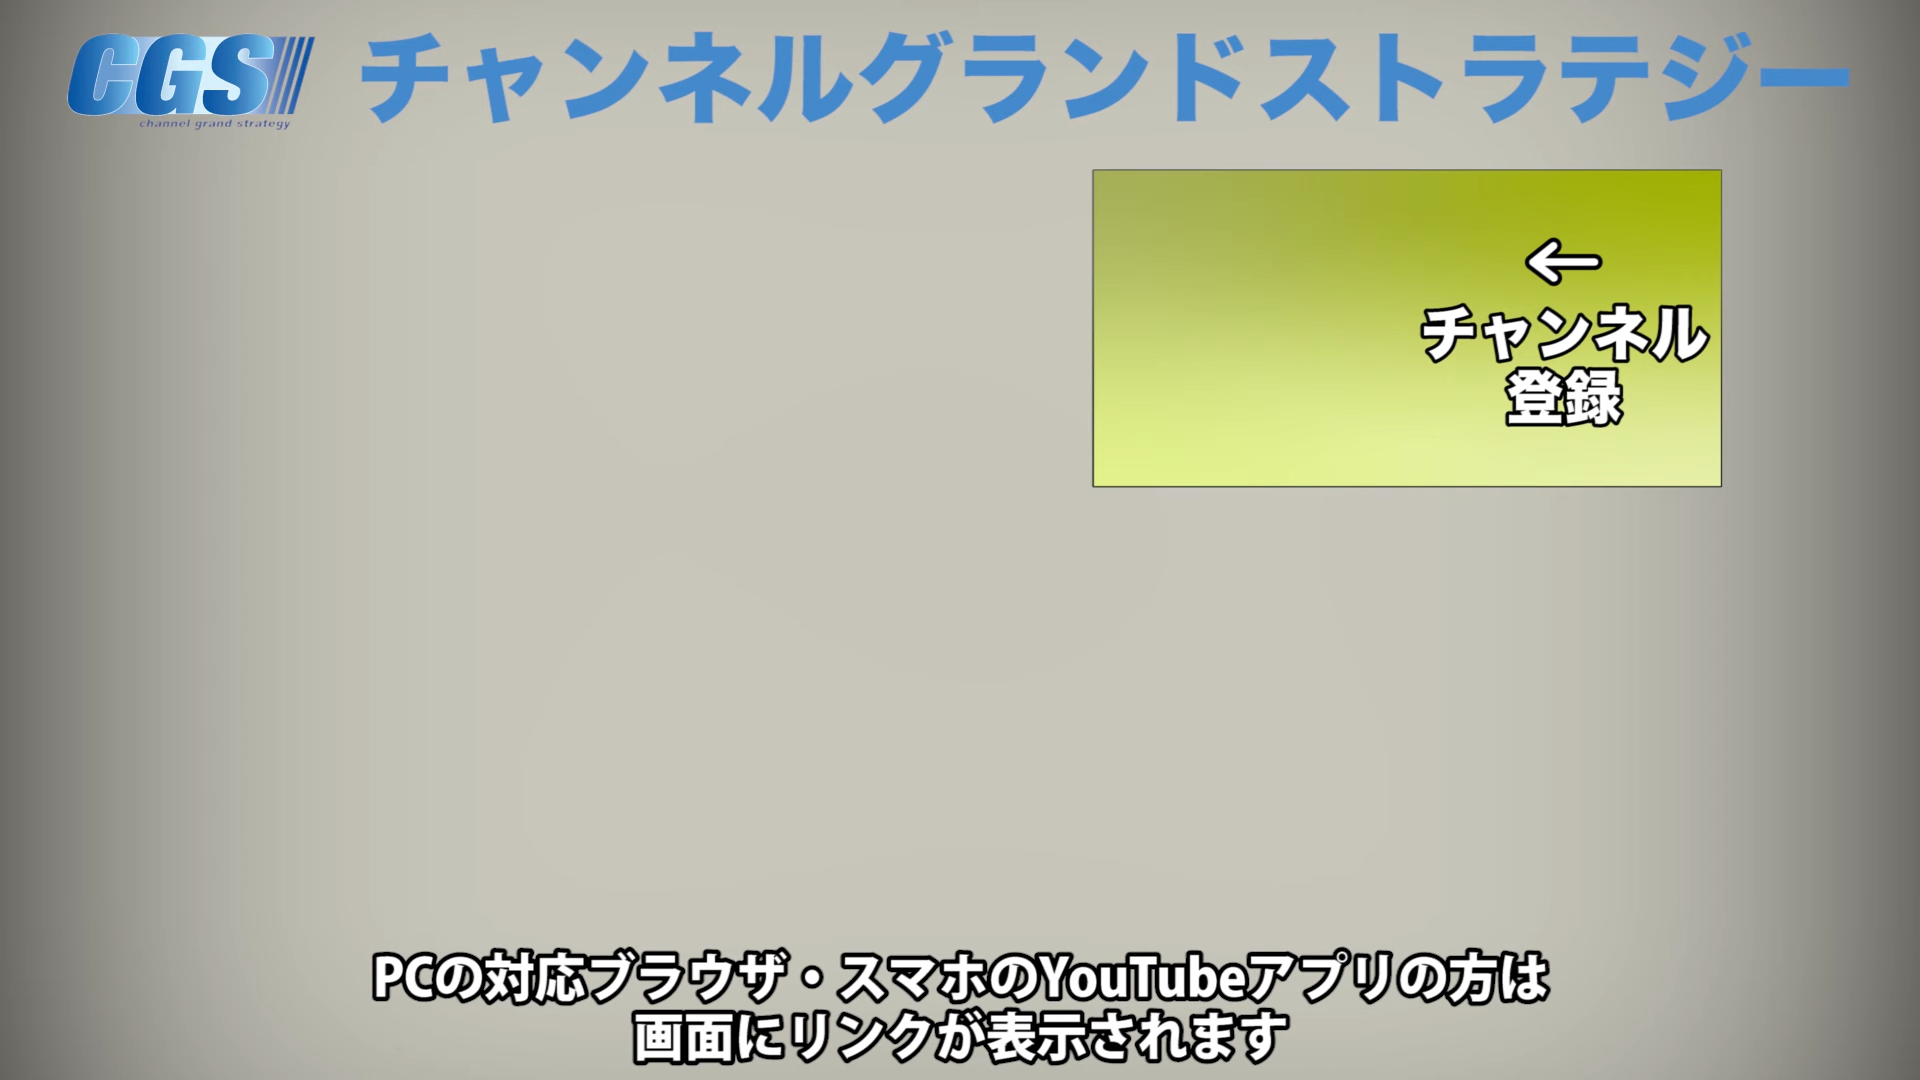 CGS
channel grand strategy
チャンネルグランドストラテジー
←
チャンネル
登録
PCの対応ブラウザ・スマホのYouTubeアプリの方は
画面にリンクが表示されます